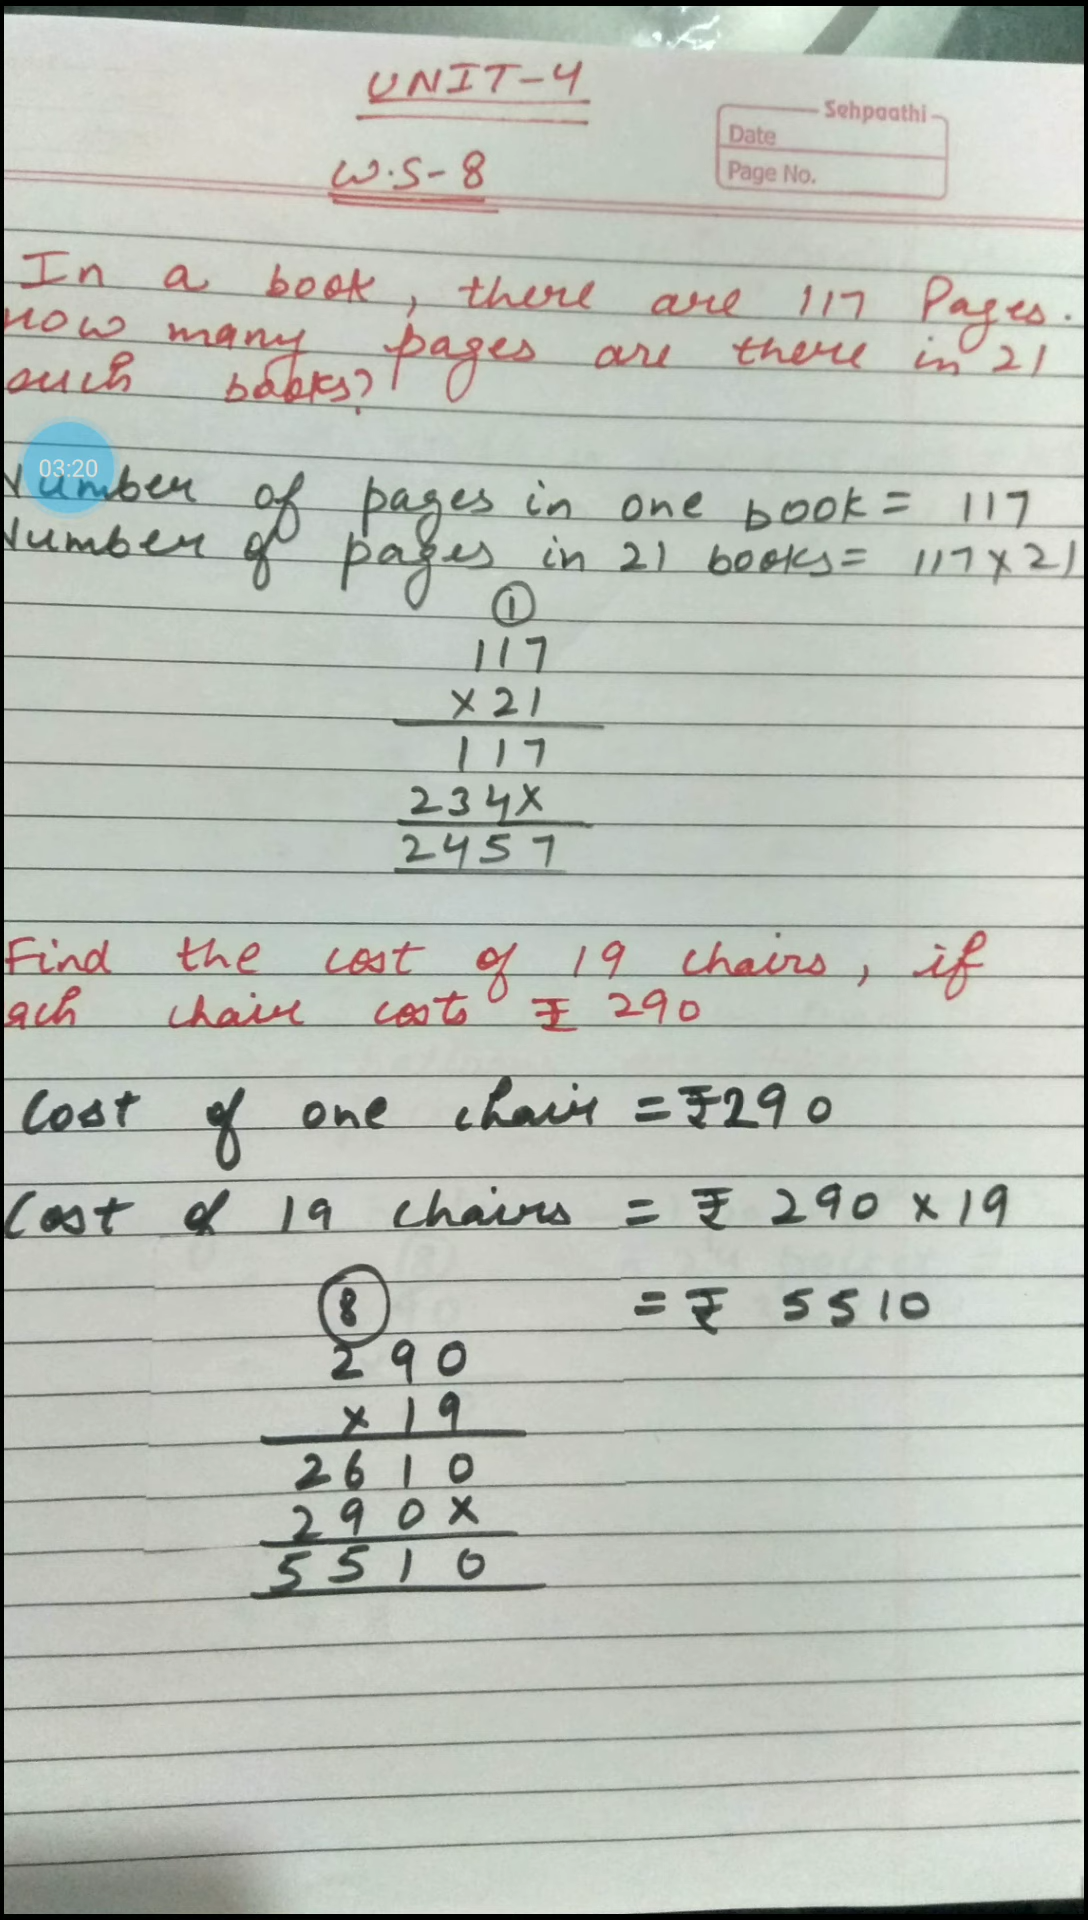 UNIT-4
Sehpaathi
Date
W.S-8
Page No.
In a book, there are 117 Pages.
How many pages are there in 21
such books?
03:20
Number of pages in one book = 117
Number of pages in 21 books = 117 x 21
1
117
x 21
117
234x
2457
Find the cost of 19 chairs, if
ach chair costs ₹ 290
Cost of one chair = ₹290
Cost of 19 chairs = ₹ 290 x 19
= ₹ 5510
8
290
x 19
2610
290x
5510